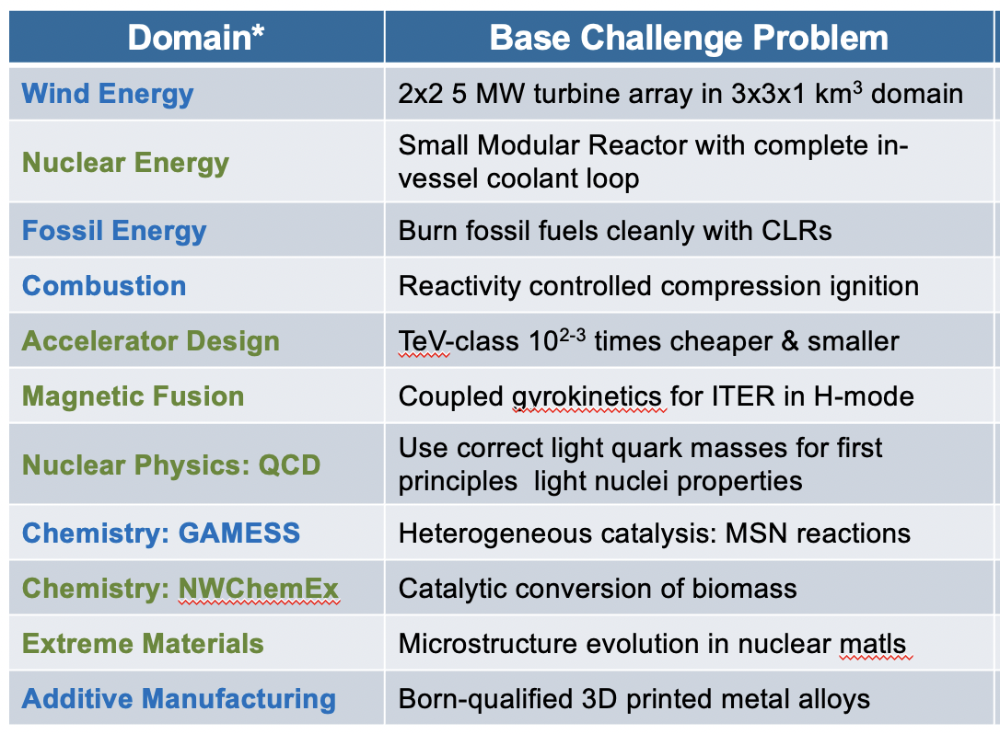 Domain*
Base Challenge Problem
Wind Energy
2x2 5 MW turbine array in 3x3x1 km³ domain
Nuclear Energy
Small Modular Reactor with complete in-
vessel coolant loop
Fossil Energy
Burn fossil fuels cleanly with CLRs
Combustion
Reactivity controlled compression ignition
Accelerator Design
TeV-class 10²⁻³ times cheaper & smaller
Magnetic Fusion
Coupled gyrokinetics for ITER in H-mode
Nuclear Physics: QCD
Use correct light quark masses for first
principles  light nuclei properties
Chemistry: GAMESS
Heterogeneous catalysis: MSN reactions
Chemistry: NWChemEx
Catalytic conversion of biomass
Extreme Materials
Microstructure evolution in nuclear matls
Additive Manufacturing
Born-qualified 3D printed metal alloys